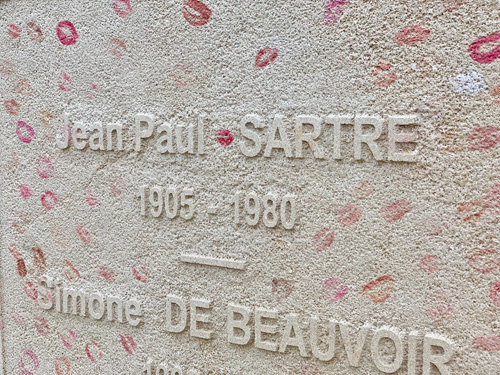 Jean Paul SARTRE
1905 - 1980
Simone DE BEAUVOIR